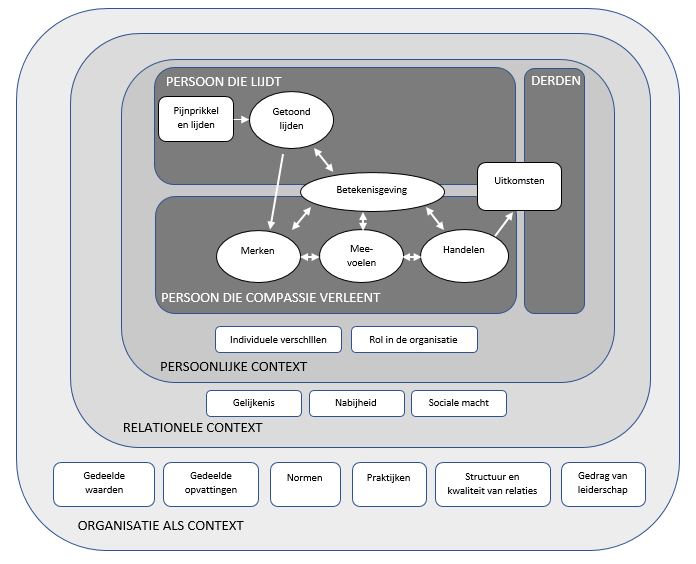 PERSOON DIE LIJDT
DERDEN
Pijnprikkel
en lijden
Getoond
lijden
Betekenisgeving
Uitkomsten
Merken
Mee-
voelen
Handelen
PERSOON DIE COMPASSIE VERLEENT
Individuele verschillen
Rol in de organisatie
PERSOONLIJKE CONTEXT
Gelijkenis
Nabijheid
Sociale macht
RELATIONELE CONTEXT
Gedeelde
waarden
Gedeelde
opvattingen
Normen
Praktijken
Structuur en
kwaliteit van relaties
Gedrag van
leiderschap
ORGANISATIE ALS CONTEXT